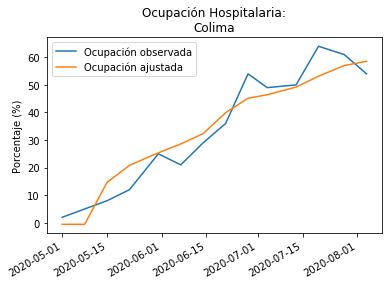 Ocupación Hospitalaria:
Colima
Ocupación observada
Ocupación ajustada
Porcentaje (%)
60
50
40
30
20
10
0
2020-05-01
2020-05-15
2020-06-01
2020-06-15
2020-07-01
2020-07-15
2020-08-01